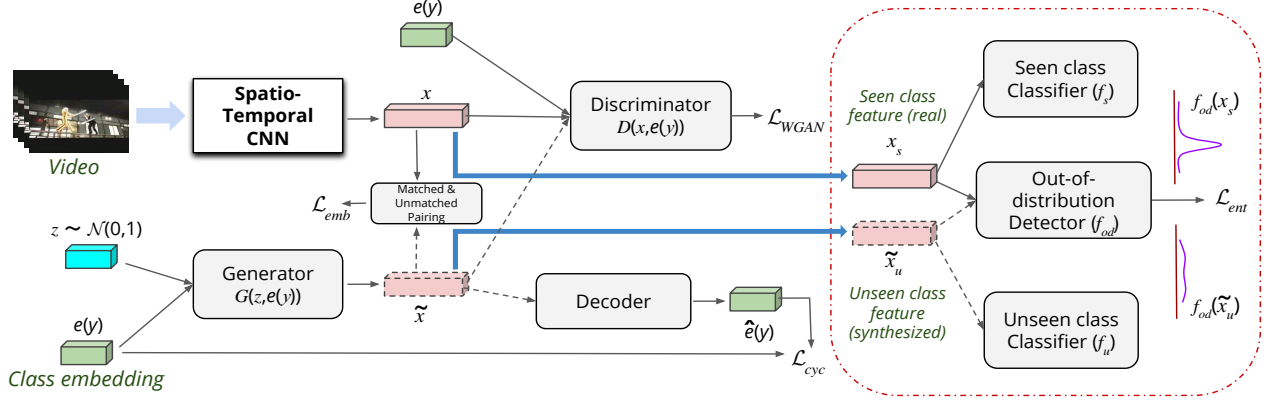 e(y)
Video
Spatio-
Temporal
CNN
x
Discriminator
D(x,e(y))
ℒ_WGAN
Matched &
Unmatched
Pairing
ℒ_emb
z ~ 𝒩(0,1)
Generator
G(z,e(y))
x̃
Decoder
ê(y)
e(y)
Class embedding
ℒ_cyc
Seen class
feature (real)
x_s
Seen class
Classifier (f_s)
f_od(x_s)
Out-of-
distribution
Detector (f_od)
ℒ_ent
x̃_u
Unseen class
feature
(synthesized)
Unseen class
Classifier (f_u)
f_od(x̃_u)